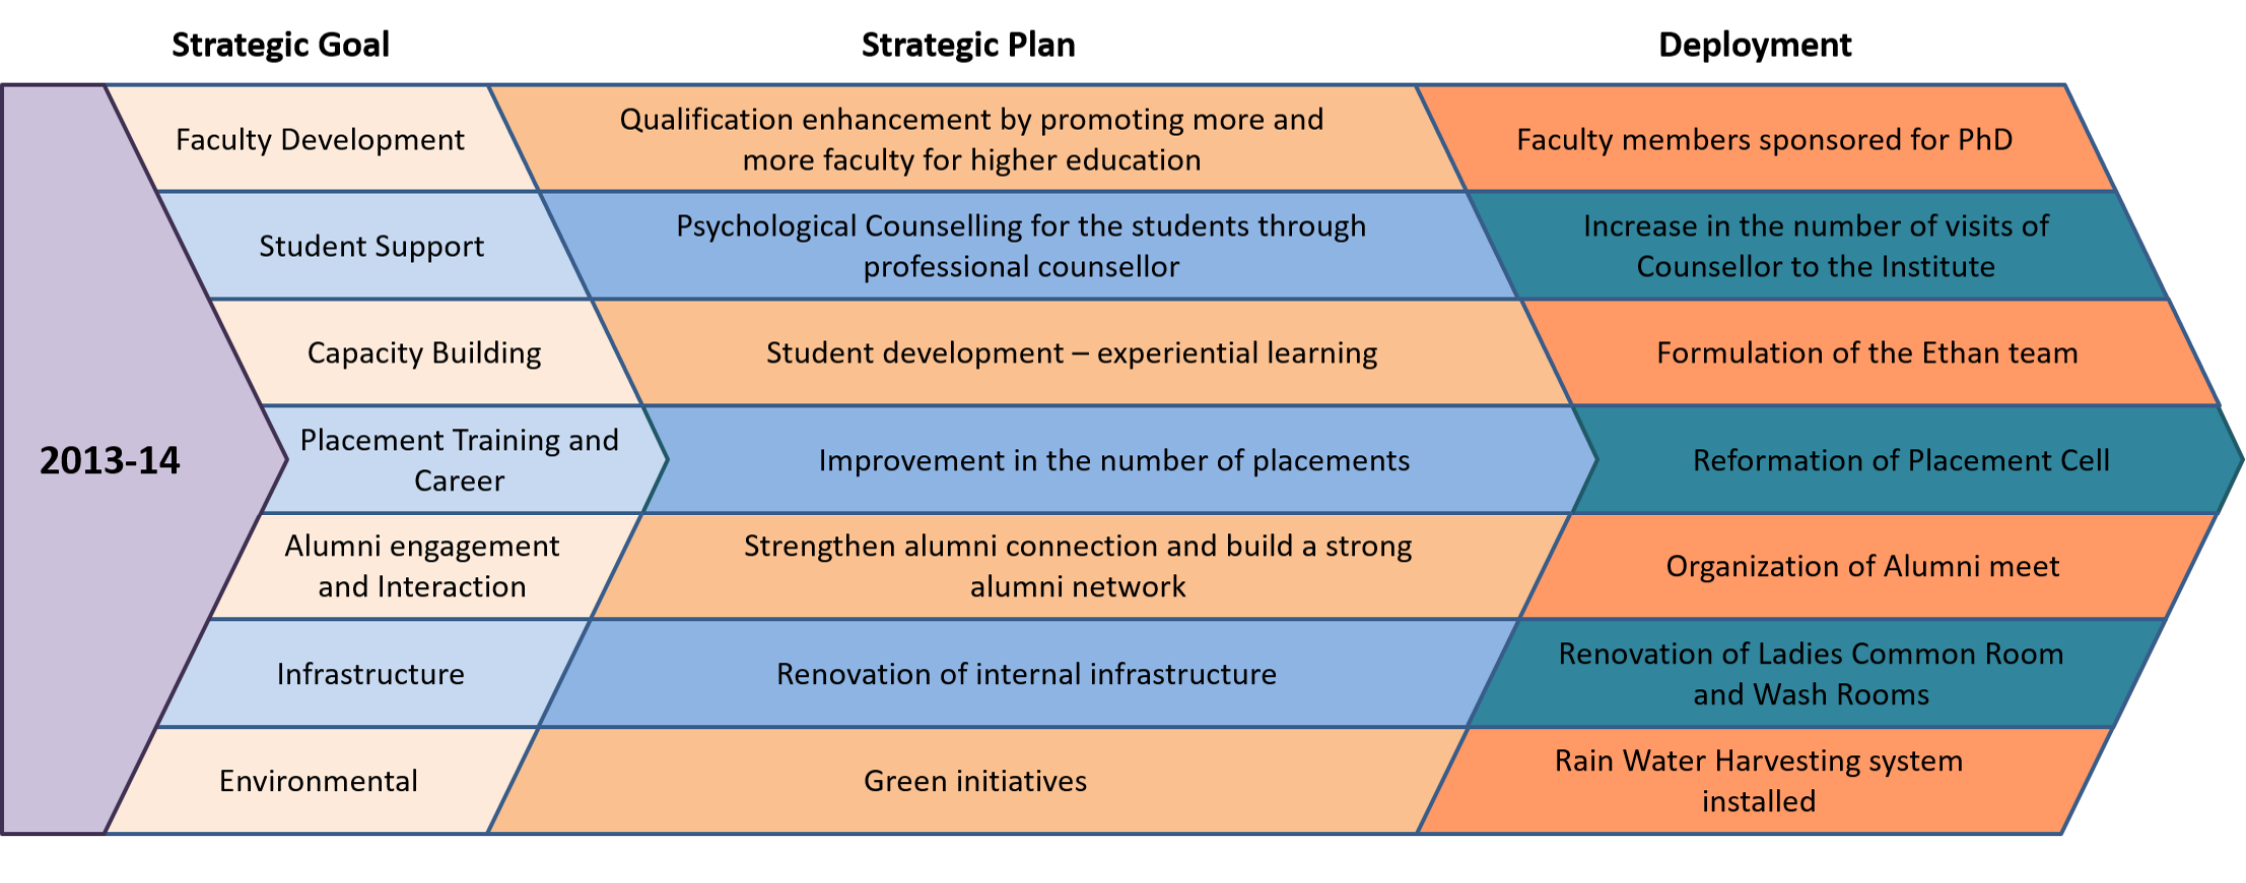 Strategic Goal
Strategic Plan
Deployment
2013-14
Faculty Development
Qualification enhancement by promoting more and
more faculty for higher education
Faculty members sponsored for PhD
Student Support
Psychological Counselling for the students through
professional counsellor
Increase in the number of visits of
Counsellor to the Institute
Capacity Building
Student development – experiential learning
Formulation of the Ethan team
Placement Training and
Career
Improvement in the number of placements
Reformation of Placement Cell
Alumni engagement
and Interaction
Strengthen alumni connection and build a strong
alumni network
Organization of Alumni meet
Infrastructure
Renovation of internal infrastructure
Renovation of Ladies Common Room
and Wash Rooms
Environmental
Green initiatives
Rain Water Harvesting system
installed